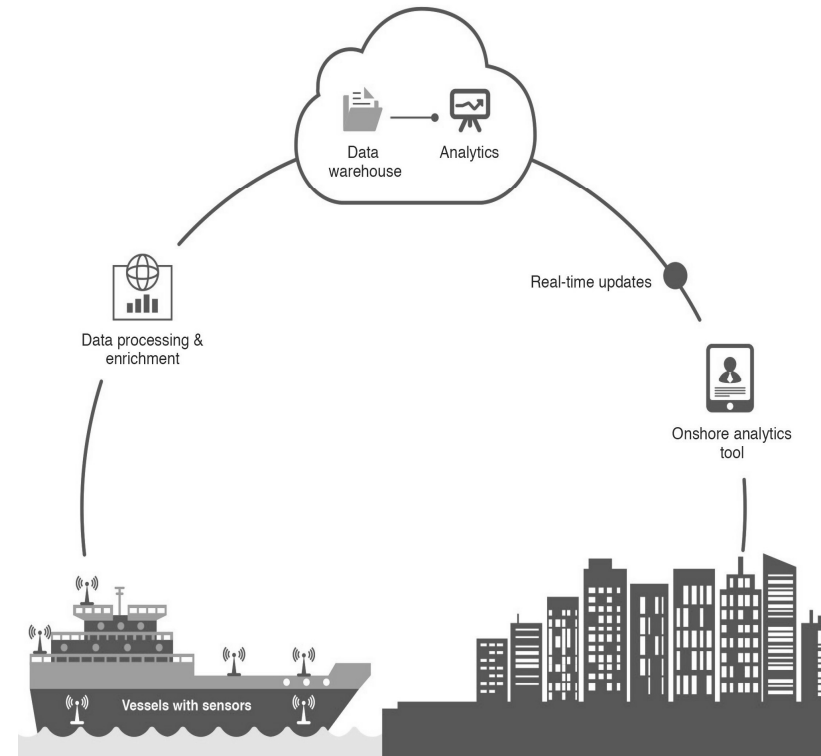 Data
warehouse
Analytics
Real-time updates
Data processing &
enrichment
Onshore analytics
tool
Vessels with sensors